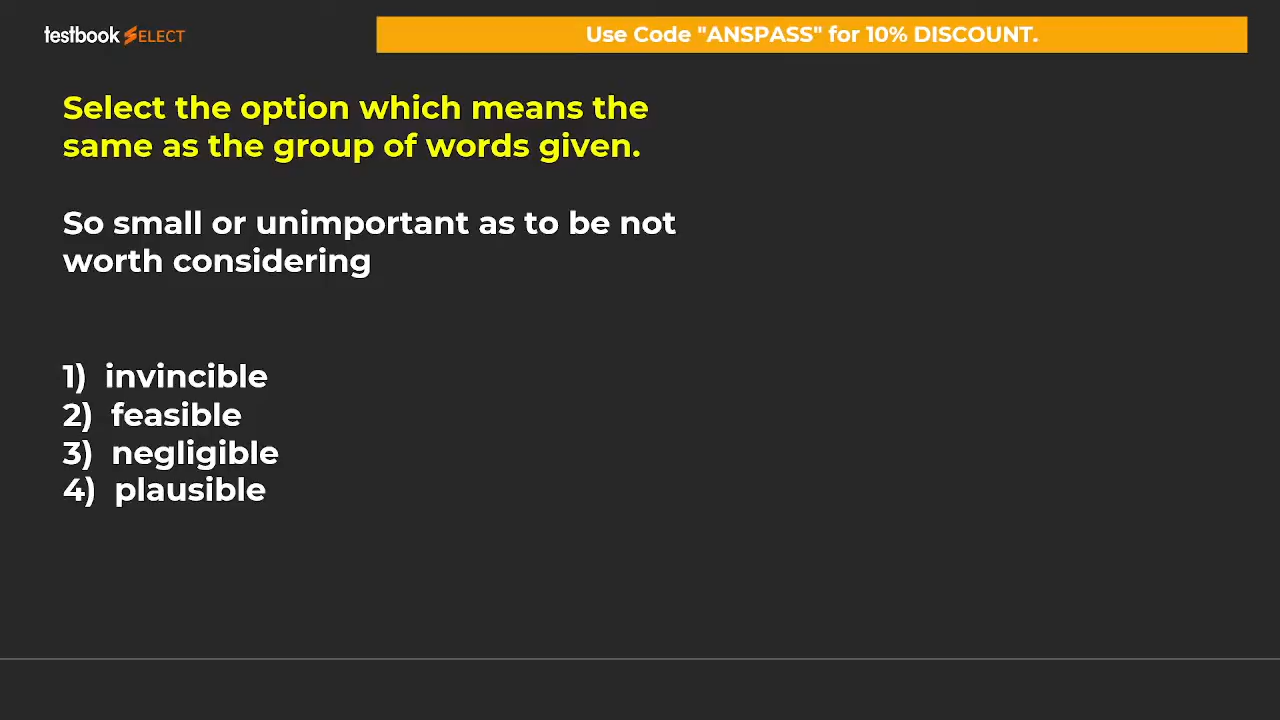 testbook SELECT
Use Code "ANSPASS" for 10% DISCOUNT.
Select the option which means the
same as the group of words given.
So small or unimportant as to be not
worth considering
1) invincible
2) feasible
3) negligible
4) plausible